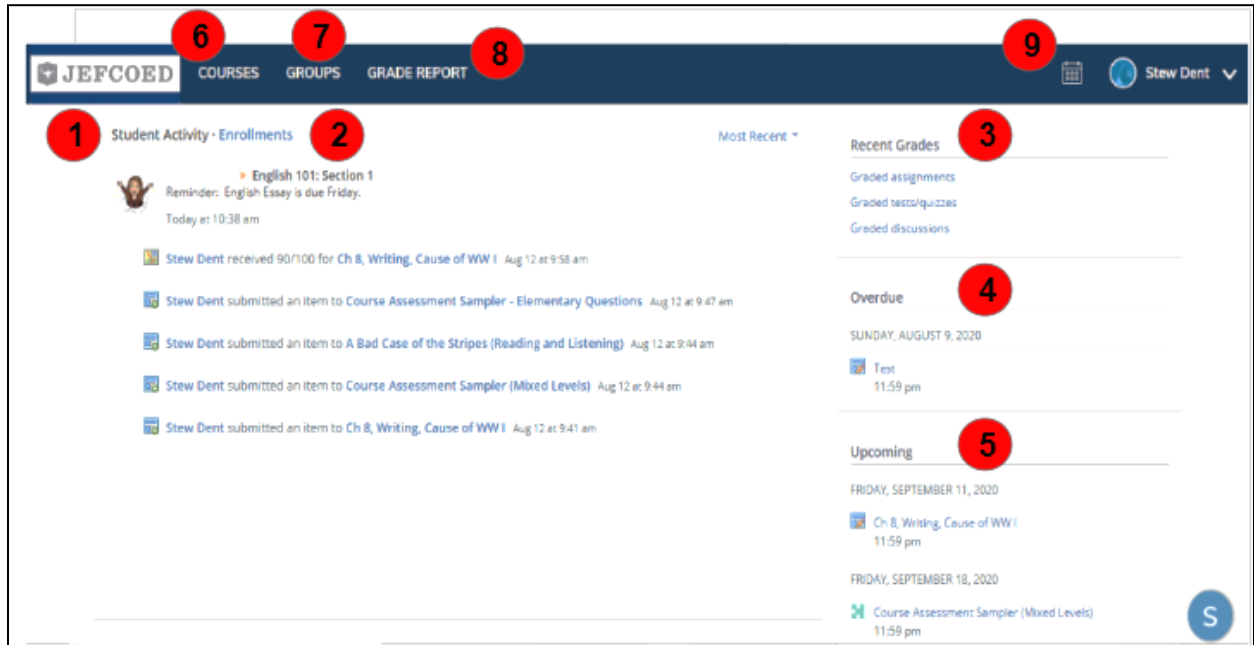 6 7 8 9
JEFCOED COURSES GROUPS GRADE REPORT Stew Dent
1 Student Activity · Enrollments 2 Most Recent
English 101: Section 1
Reminder: English Essay is due Friday.
Today at 10:38 am
Stew Dent received 90/100 for Ch 8, Writing, Cause of WW I Aug 12 at 9:58 am
Stew Dent submitted an item to Course Assessment Sampler - Elementary Questions Aug 12 at 9:47 am
Stew Dent submitted an item to A Bad Case of the Stripes (Reading and Listening) Aug 12 at 9:44 am
Stew Dent submitted an item to Course Assessment Sampler (Mixed Levels) Aug 12 at 9:44 am
Stew Dent submitted an item to Ch 8, Writing, Cause of WW I Aug 12 at 9:41 am
Recent Grades 3
Graded assignments
Graded tests/quizzes
Graded discussions
Overdue 4
SUNDAY, AUGUST 9, 2020
Test
11:59 pm
Upcoming 5
FRIDAY, SEPTEMBER 11, 2020
Ch 8, Writing, Cause of WW I
11:59 pm
FRIDAY, SEPTEMBER 18, 2020
Course Assessment Sampler (Mixed Levels)
11:59 pm
S